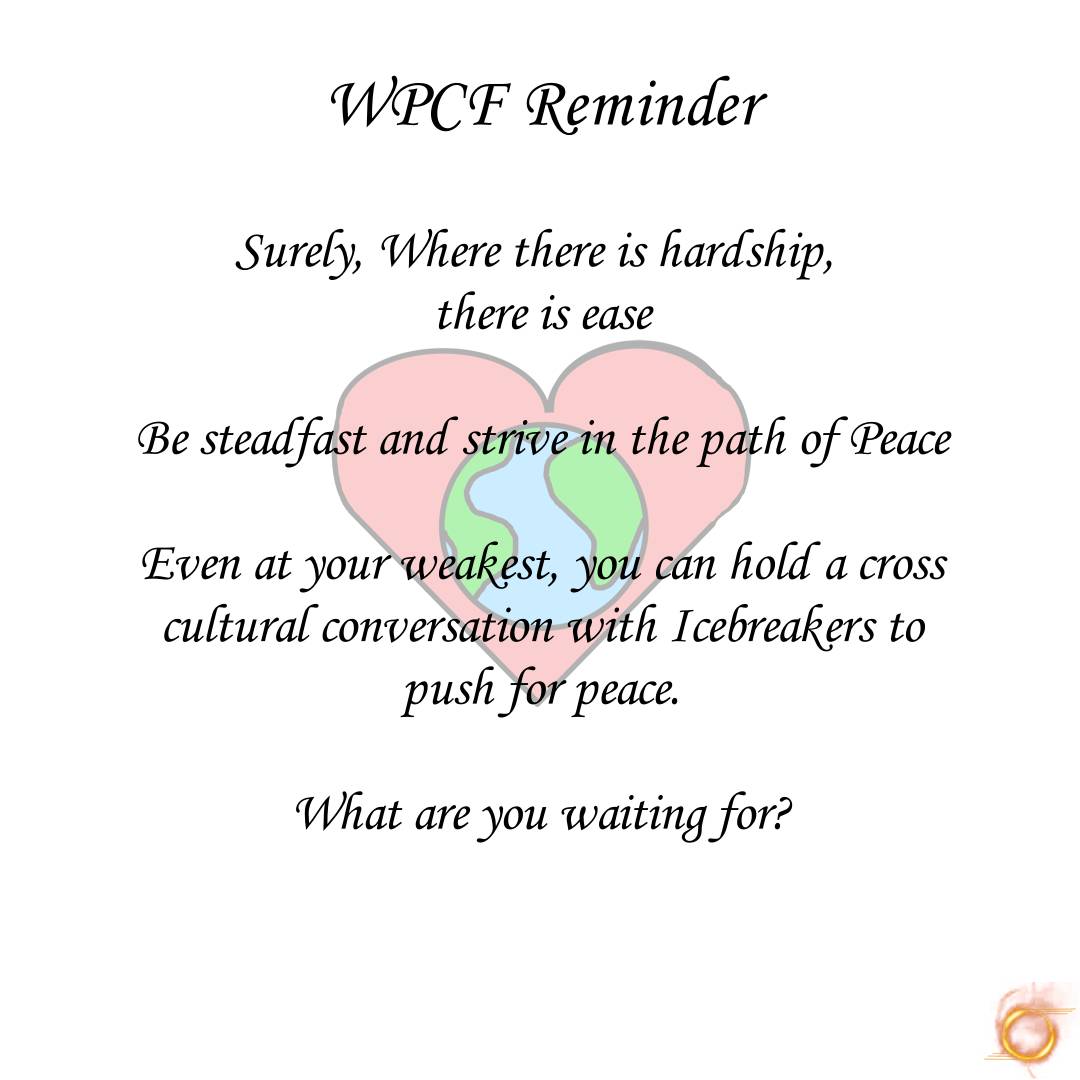 WPCF Reminder
Surely, Where there is hardship,
there is ease
Be steadfast and strive in the path of Peace
Even at your weakest, you can hold a cross
cultural conversation with Icebreakers to
push for peace.
What are you waiting for?